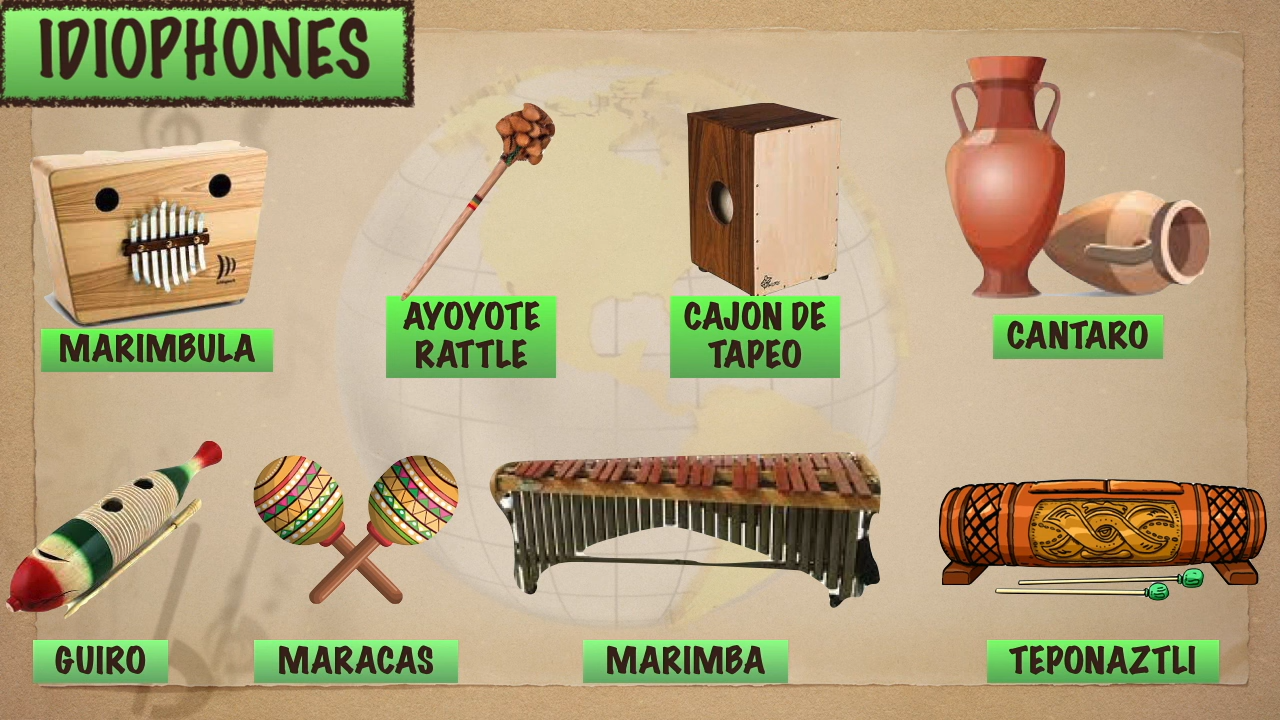 IDIOPHONES
MARIMBULA
AYOYOTE
RATTLE
CAJON DE
TAPEO
CANTARO
GUIRO
MARACAS
MARIMBA
TEPONAZTLI